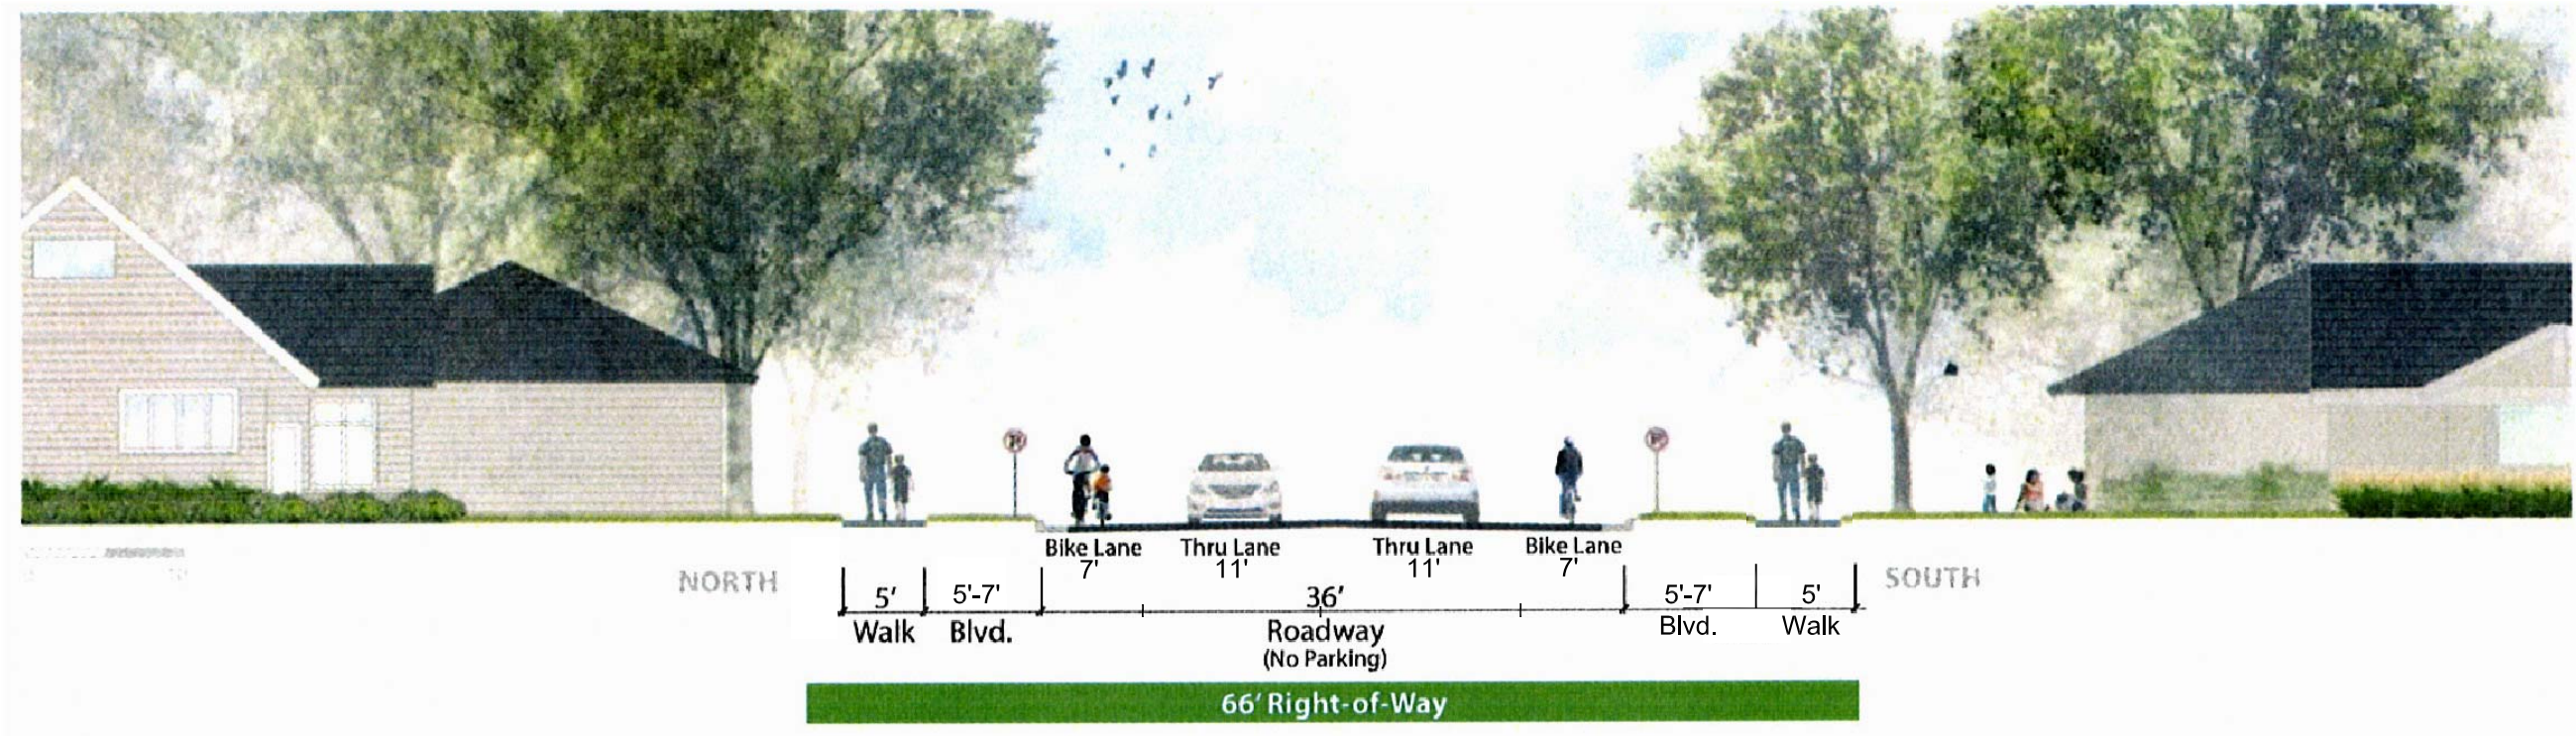 Bike Lane Thru Lane Thru Lane Bike Lane
7' 11' 11' 7'
NORTH SOUTH
5' 5'-7' 36' 5'-7' 5'
Walk Blvd. Roadway Blvd. Walk
(No Parking)
66' Right-of-Way